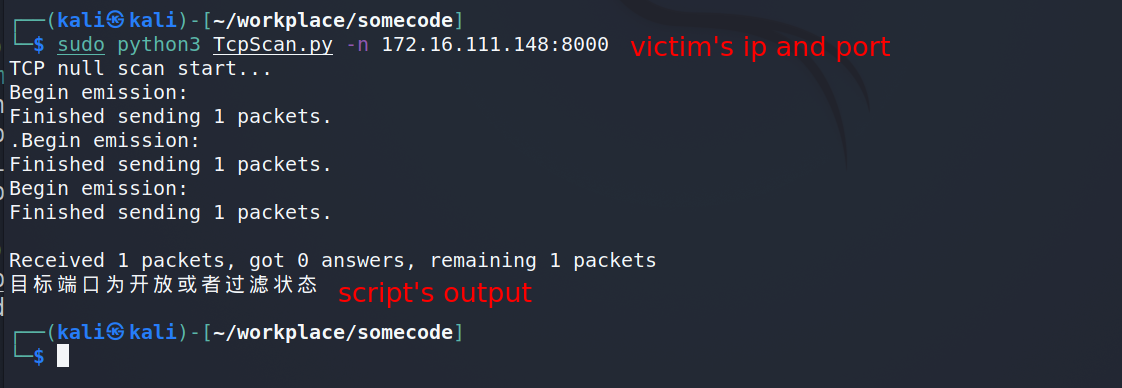 ┌──(kali㉿kali)-[~/workplace/somecode]
└─$ sudo python3 TcpScan.py -n 172.16.111.148:8000 victim's ip and port
TCP null scan start...
Begin emission:
Finished sending 1 packets.
.Begin emission:
Finished sending 1 packets.
Begin emission:
Finished sending 1 packets.
Received 1 packets, got 0 answers, remaining 1 packets
目标端口为开放或者过滤状态 script's output
┌──(kali㉿kali)-[~/workplace/somecode]
└─$